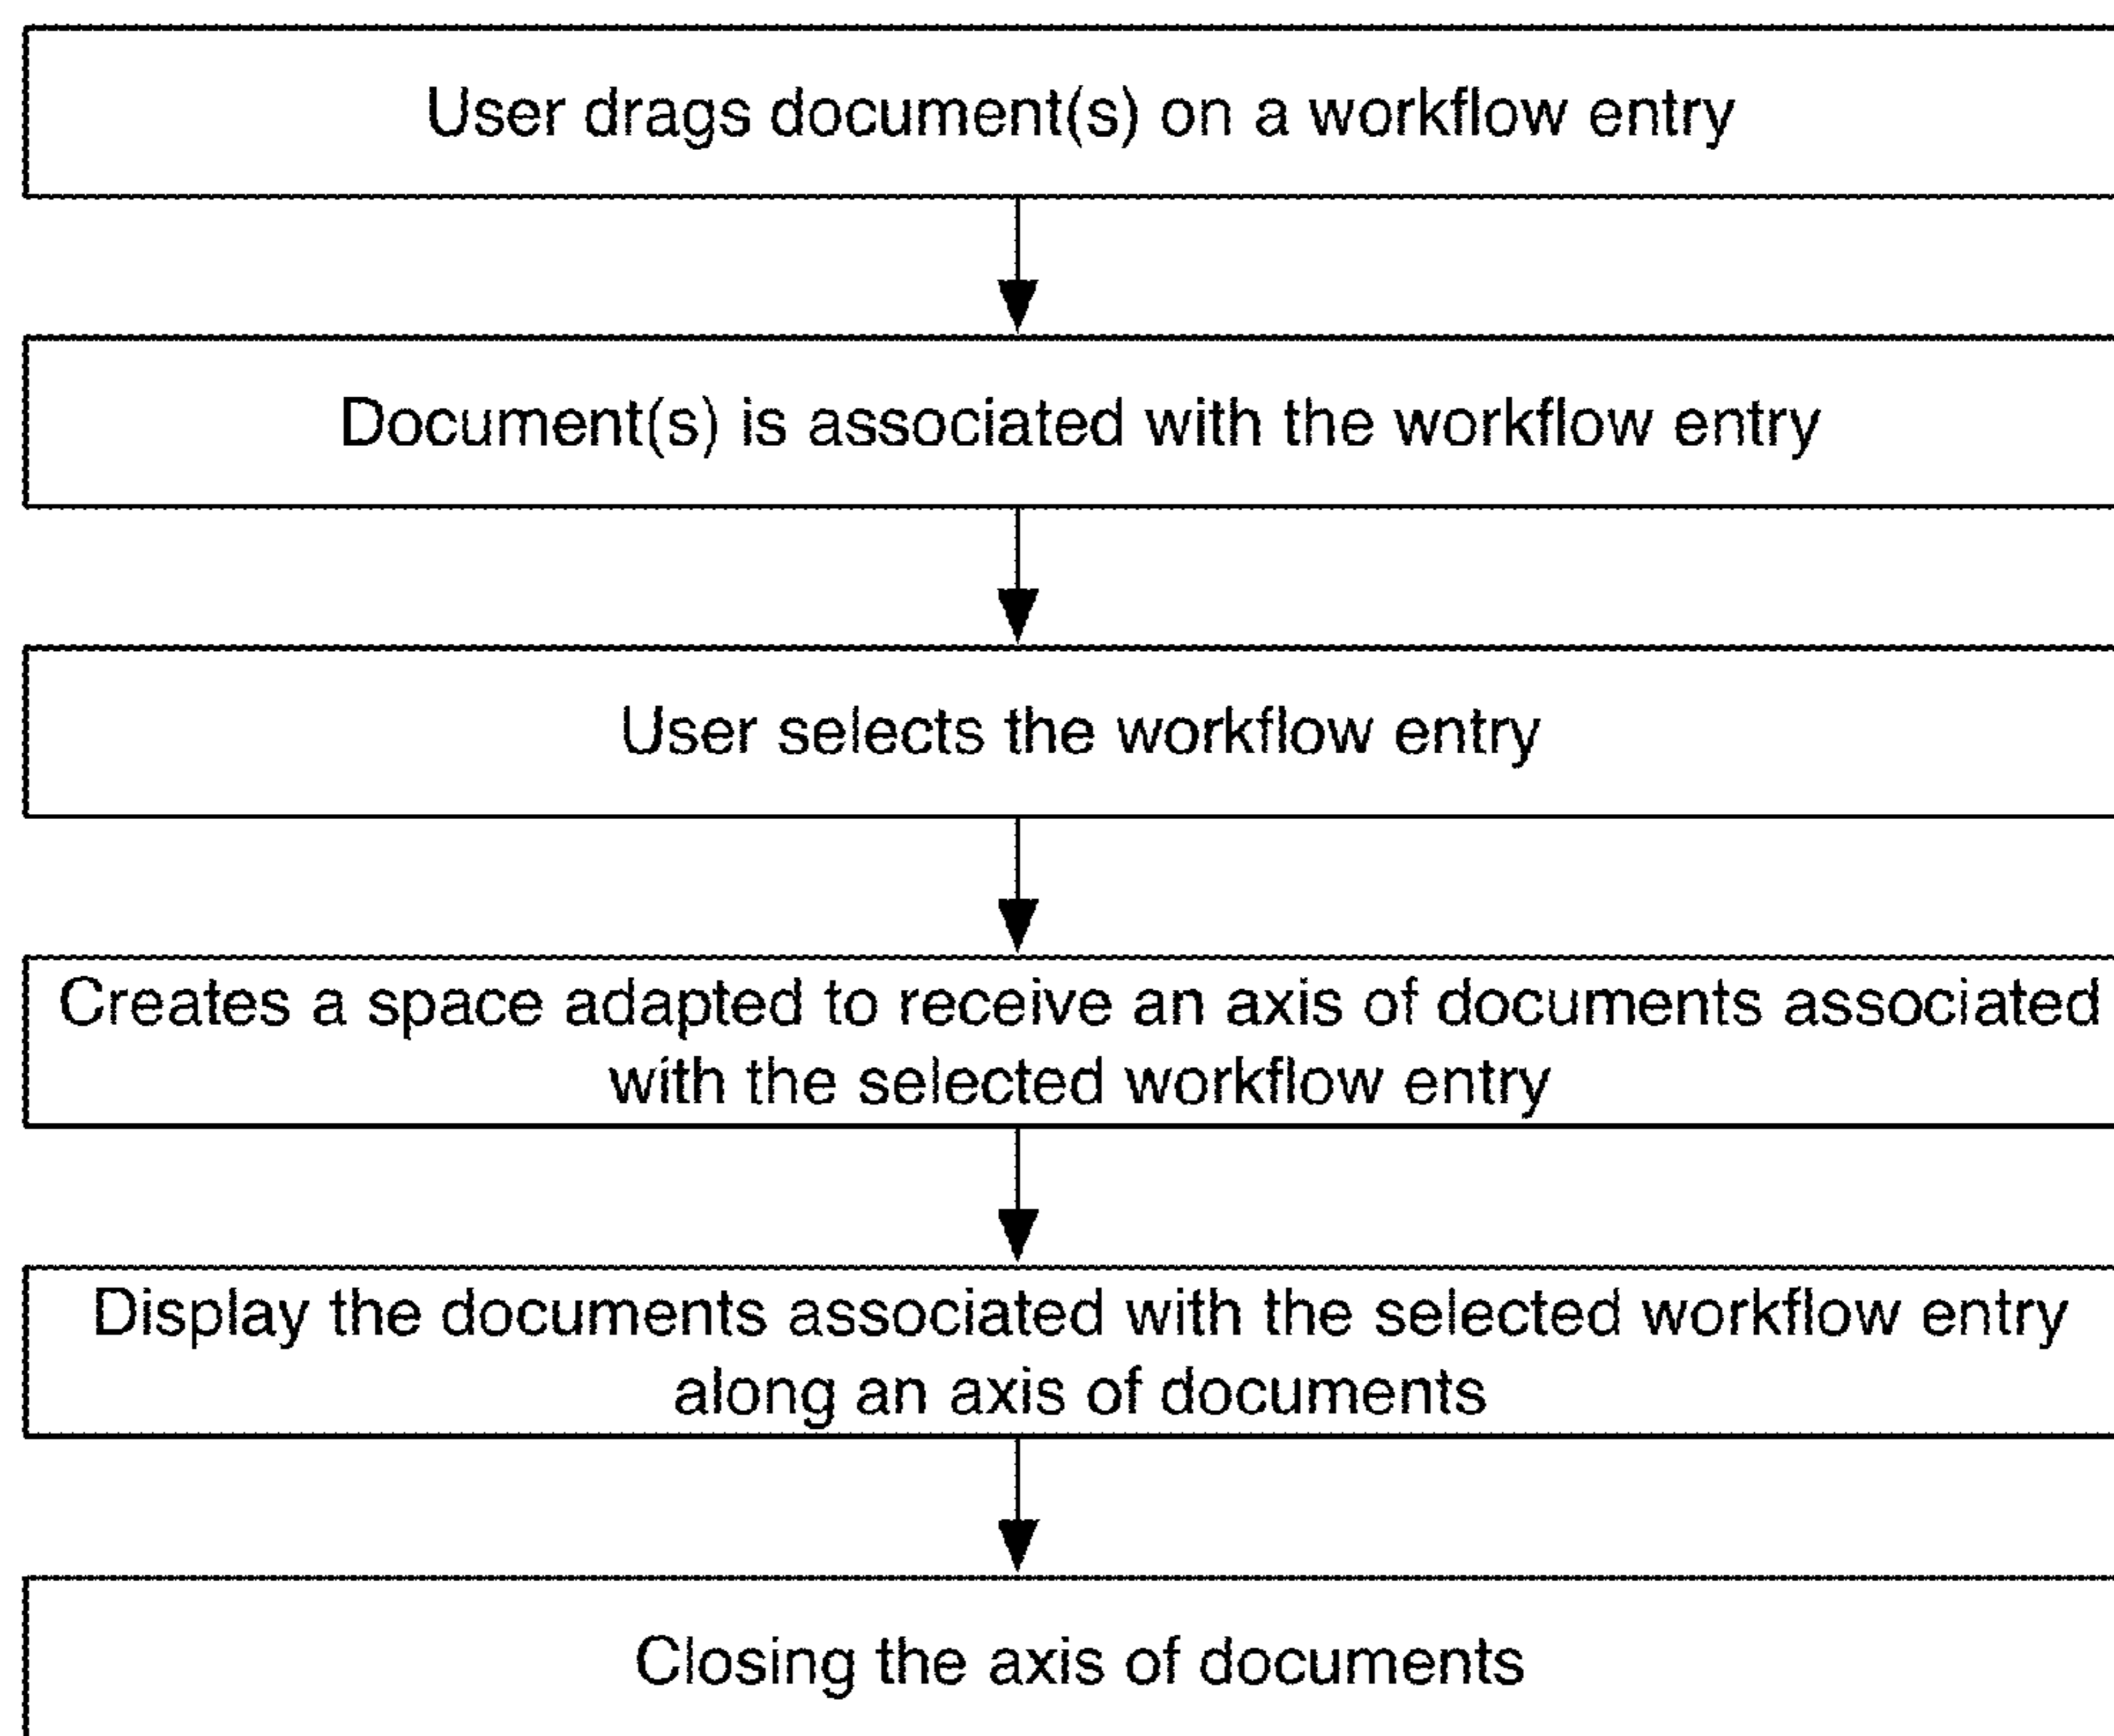 User drags document(s) on a workflow entry
Document(s) is associated with the workflow entry
User selects the workflow entry
Creates a space adapted to receive an axis of documents associated
with the selected workflow entry
Display the documents associated with the selected workflow entry
along an axis of documents
Closing the axis of documents